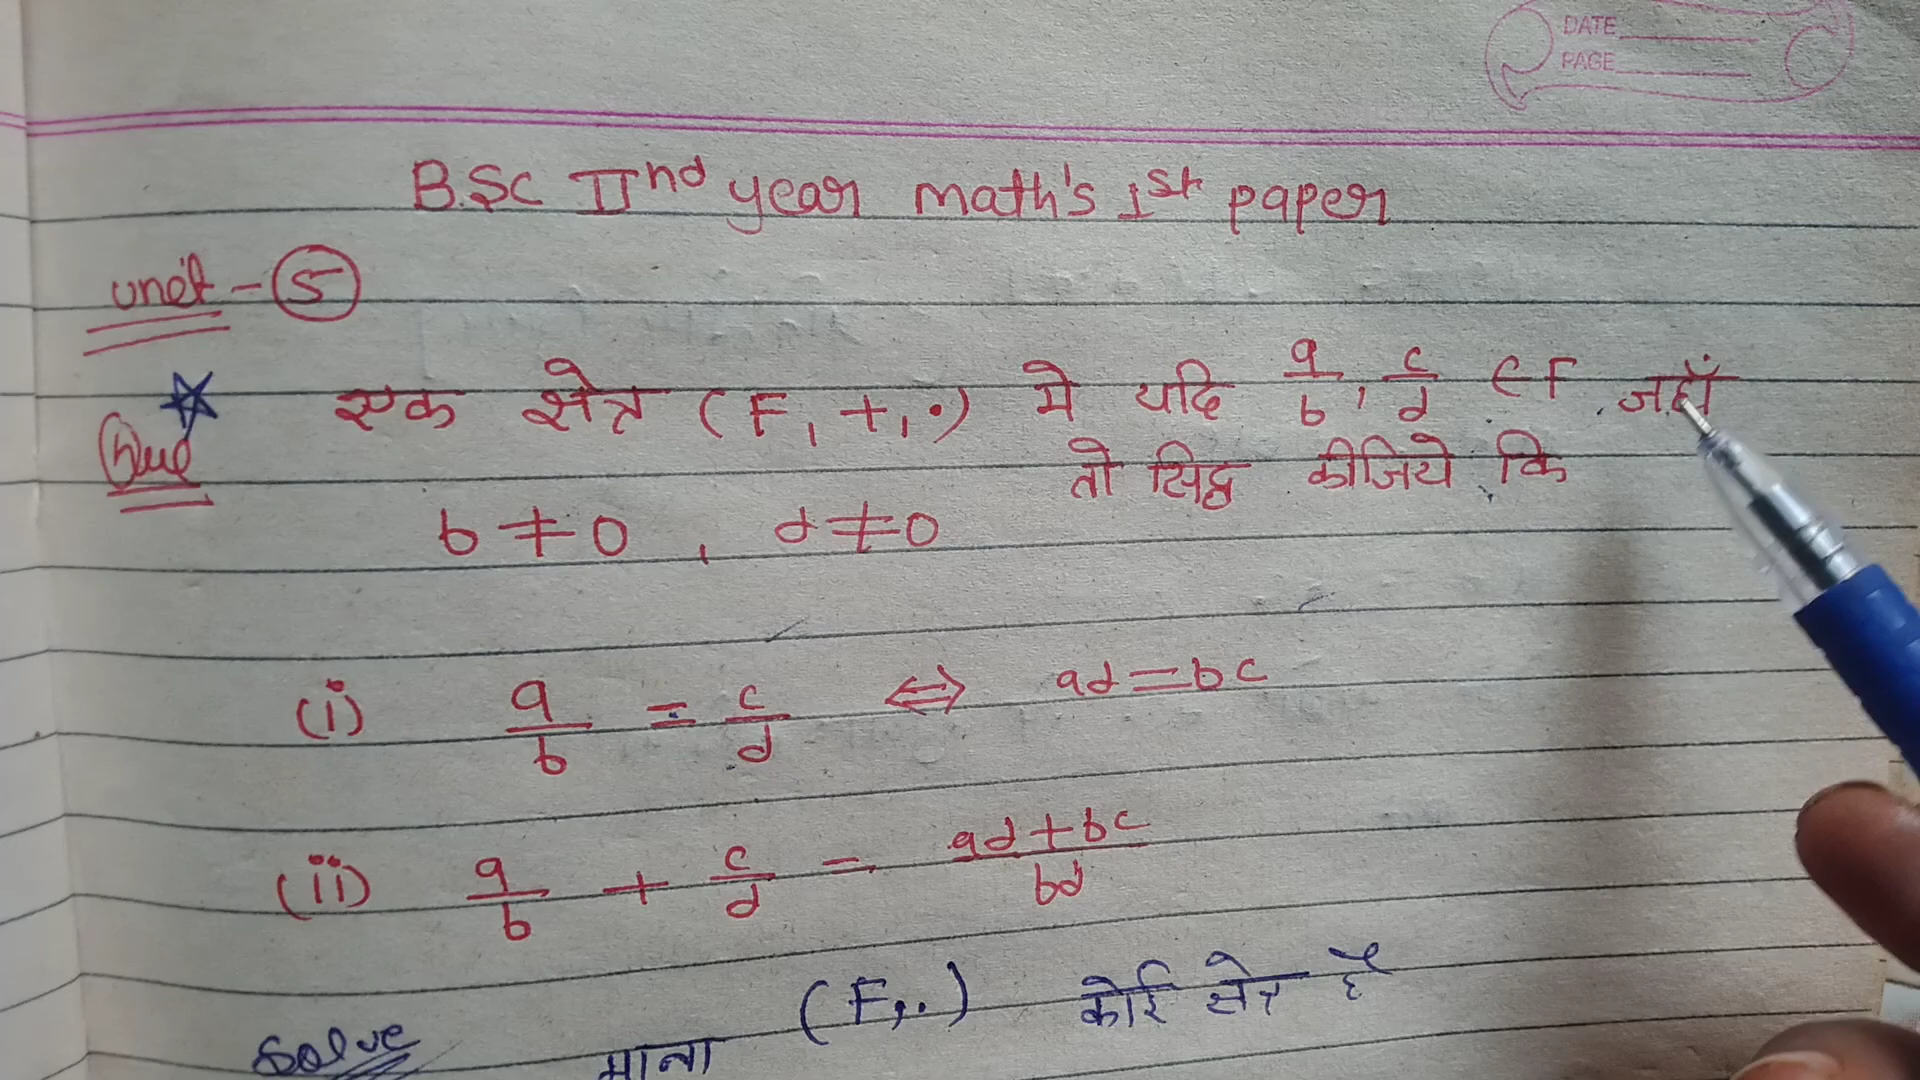 DATE
PAGE
B.Sc IInd year math's 1st paper
unit - 5
Que एक क्षेत्र (F, +, .) मे यदि a/b, c/d ∈ F जहाँ
तो सिद्ध कीजिये कि
b ≠ 0 , d ≠ 0
(i) a/b = c/d ⇔ ad = bc
(ii) a/b + c/d = ad+bc/bd
Solve माना (F, .) कोई क्षेत्र है